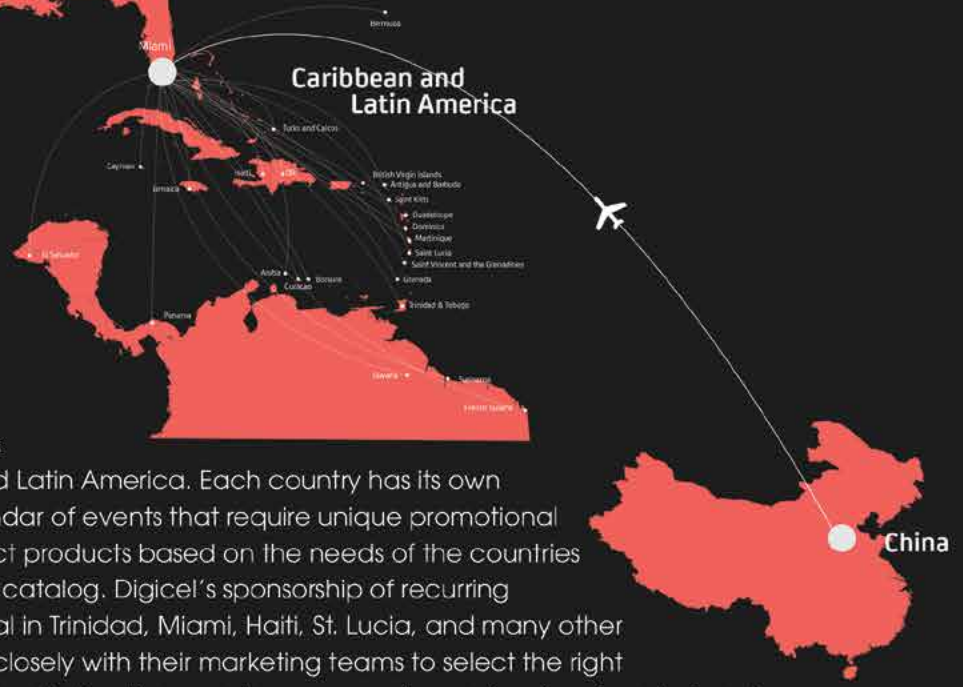 Bermuda
Miami
Caribbean and
Latin America
Turks and Caicos
Cayman
Haiti
DR
British Virgin Islands
Antigua and Barbuda
Jamaica
Saint Kitts
Guadeloupe
Dominica
Martinique
El Salvador
Saint Lucia
Saint Vincent and the Grenadines
Aruba
Bonaire
Grenada
Curacao
Trinidad & Tobago
Panama
Suriname
French Guiana
d Latin America. Each country has its own
ndar of events that require unique promotional
China
ct products based on the needs of the countries
catalog. Digicel's sponsorship of recurring
al in Trinidad, Miami, Haiti, St. Lucia, and many other
closely with their marketing teams to select the right